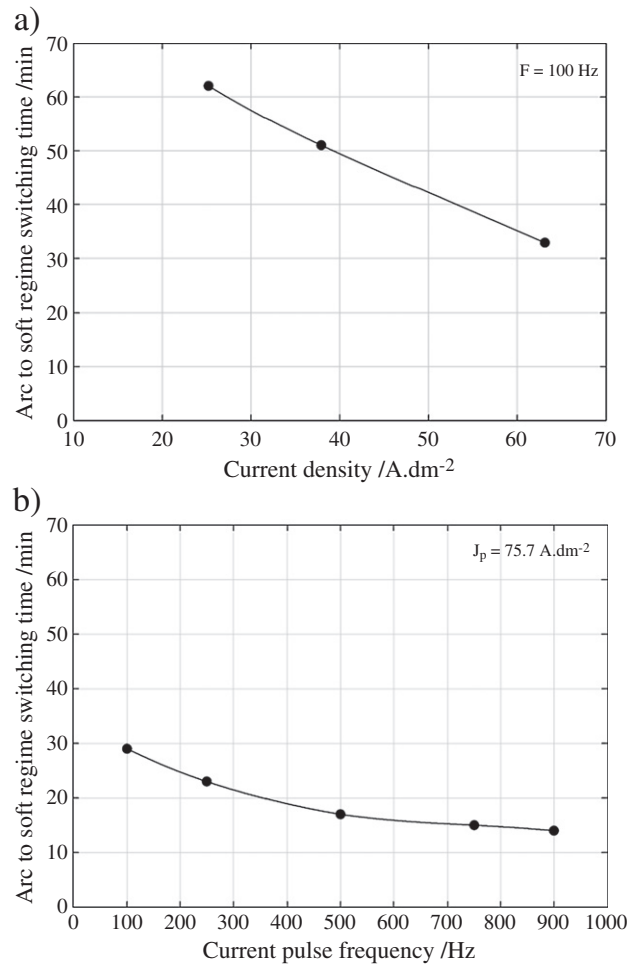 a)
70
60
50
40
30
20
10
0
F = 100 Hz
Arc to soft regime switching time /min
10 20 30 40 50 60 70
Current density /A.dm⁻²
b)
70
60
50
40
30
20
10
0
J_p = 75.7 A.dm⁻²
Arc to soft regime switching time /min
0 100 200 300 400 500 600 700 800 900 1000
Current pulse frequency /Hz